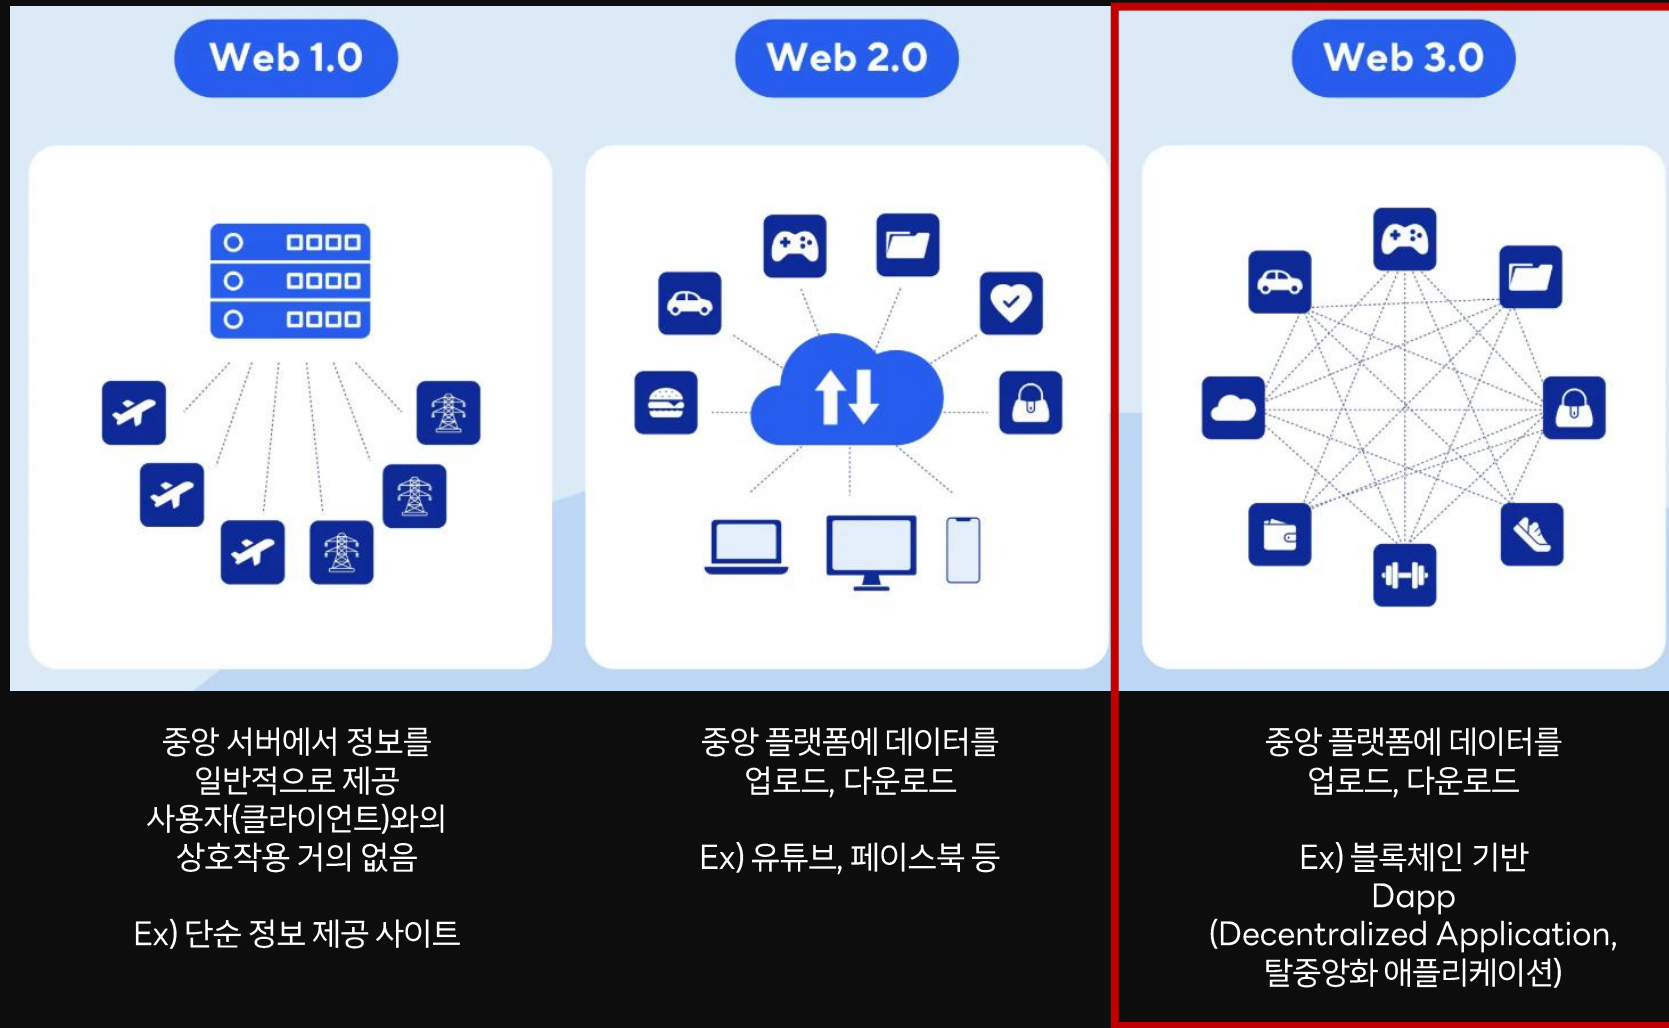 Web 1.0
Web 2.0
Web 3.0
중앙 서버에서 정보를
일반적으로 제공
사용자(클라이언트)와의
상호작용 거의 없음
Ex) 단순 정보 제공 사이트
중앙 플랫폼에 데이터를
업로드, 다운로드
Ex) 유튜브, 페이스북 등
중앙 플랫폼에 데이터를
업로드, 다운로드
Ex) 블록체인 기반
Dapp
(Decentralized Application,
탈중앙화 애플리케이션)